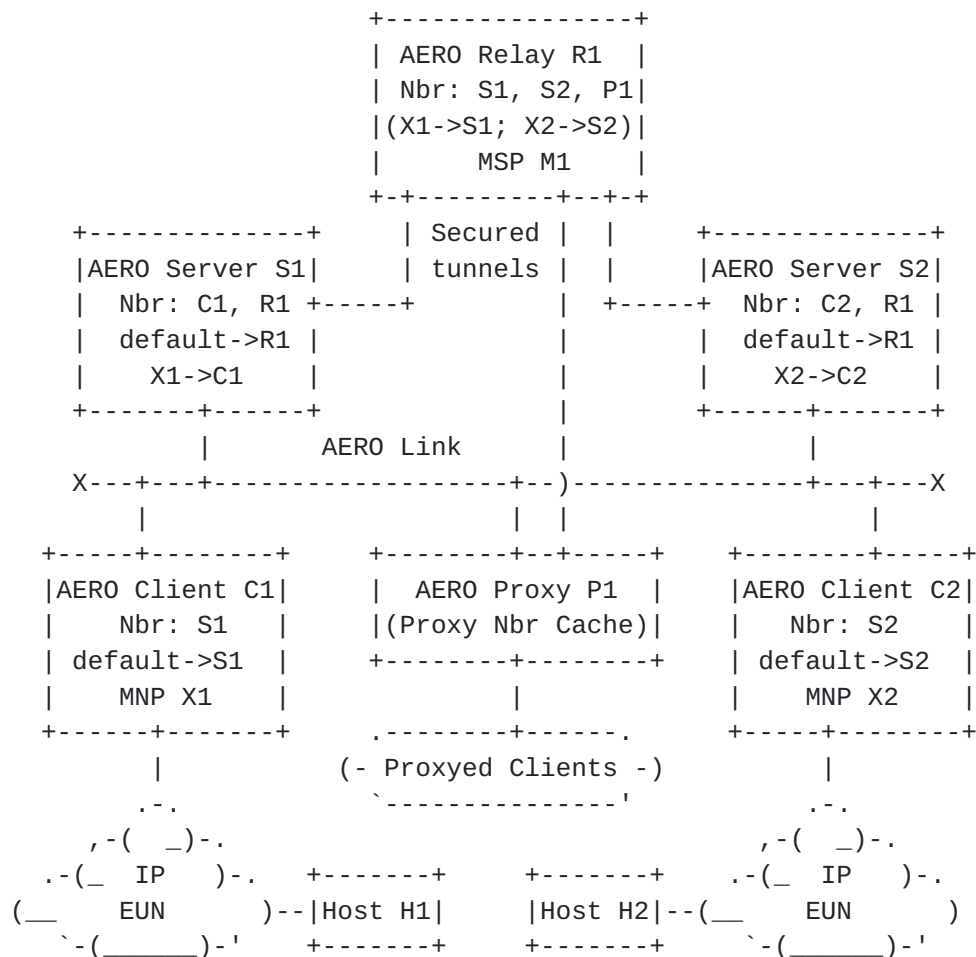 AERO Relay R1
Nbr: S1, S2, P1
(X1->S1; X2->S2)
MSP M1
Secured
tunnels
AERO Server S1
Nbr: C1, R1
default->R1
X1->C1
AERO Server S2
Nbr: C2, R1
default->R1
X2->C2
AERO Link
X X
AERO Client C1
Nbr: S1
default->S1
MNP X1
AERO Proxy P1
(Proxy Nbr Cache)
AERO Client C2
Nbr: S2
default->S2
MNP X2
(- Proxyed Clients -)
IP
EUN
Host H1
Host H2
IP
EUN